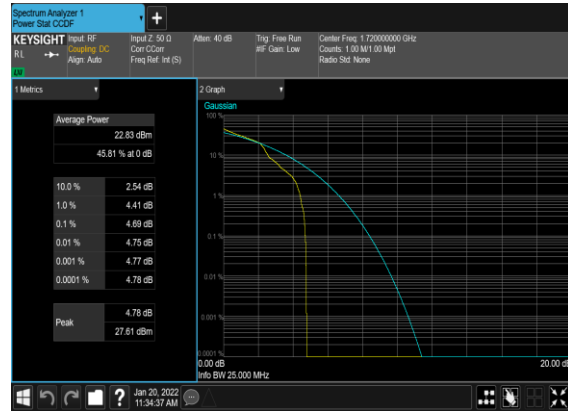 Spectrum Analyzer 1
Power Stat CCDF
KEYSIGHT
R L
LXI
Input: RF
Coupling: DC
Align: Auto
Input Z: 50 Ω
Corr CCorr
Freq Ref: Int (S)
Atten: 40 dB
Trig: Free Run
#IF Gain: Low
Center Freq: 1.720000000 GHz
Counts: 1.00 M/1.00 Mpt
Radio Std: None
1 Metrics
Average Power
22.83 dBm
45.81 % at 0 dB
10.0 % 2.54 dB
1.0 % 4.41 dB
0.1 % 4.69 dB
0.01 % 4.75 dB
0.001 % 4.77 dB
0.0001 % 4.78 dB
Peak 4.78 dB
27.61 dBm
2 Graph
Gaussian
100 %
10 %
1 %
0.1 %
0.01 %
0.001 %
0.0001 %
0.00 dB
20.00 dB
Info BW 25.000 MHz
?
Jan 20, 2022
11:34:37 AM